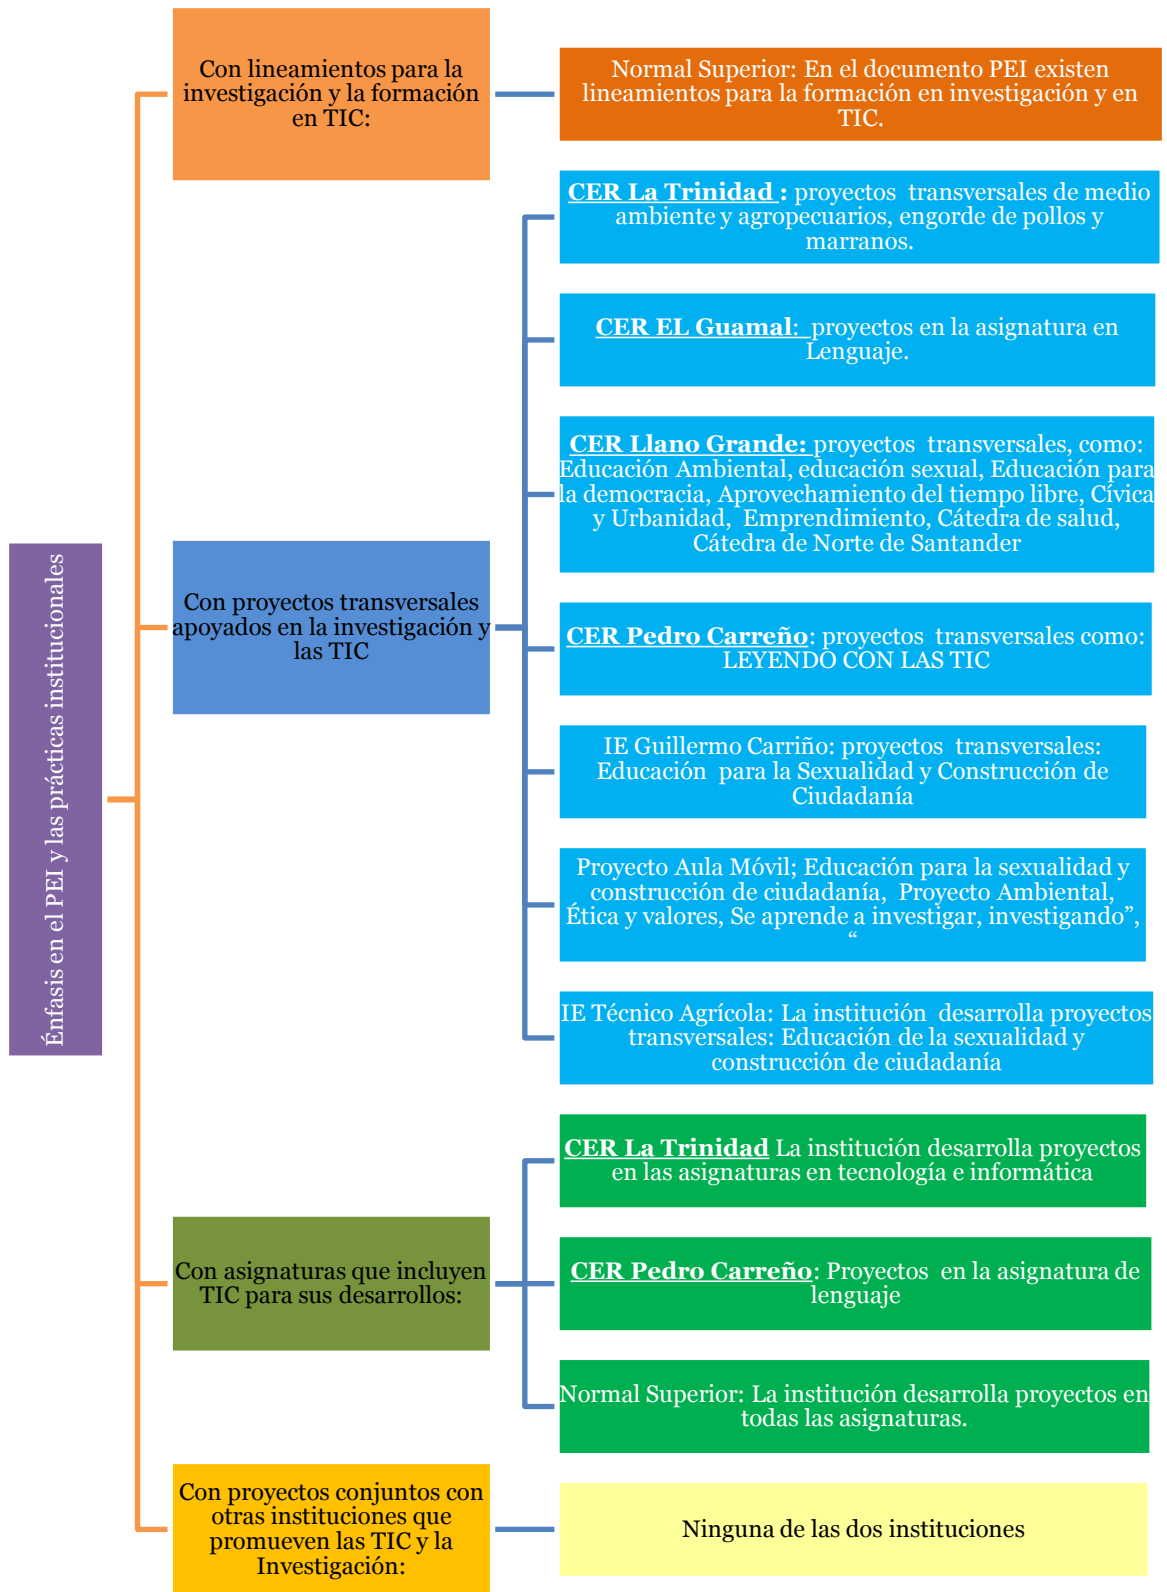 Énfasis en el PEI y las prácticas institucionales
Con lineamientos para la
investigación y la formación
en TIC:
Normal Superior: En el documento PEI existen
lineamientos para la formación en investigación y en
TIC.
Con proyectos transversales
apoyados en la investigación y
las TIC
CER La Trinidad : proyectos transversales de medio
ambiente y agropecuarios, engorde de pollos y
marranos.
CER EL Guamal: proyectos en la asignatura en
Lenguaje.
CER Llano Grande: proyectos transversales, como:
Educación Ambiental, educación sexual, Educación para
la democracia, Aprovechamiento del tiempo libre, Cívica
y Urbanidad, Emprendimiento, Cátedra de salud,
Cátedra de Norte de Santander
CER Pedro Carreño: proyectos transversales como:
LEYENDO CON LAS TIC
IE Guillermo Carriño: proyectos transversales:
Educación para la Sexualidad y Construcción de
Ciudadanía
Proyecto Aula Móvil; Educación para la sexualidad y
construcción de ciudadanía, Proyecto Ambiental,
Ética y valores, Se aprende a investigar, investigando”,
“
IE Técnico Agrícola: La institución desarrolla proyectos
transversales: Educación de la sexualidad y
construcción de ciudadanía
Con asignaturas que incluyen
TIC para sus desarrollos:
CER La Trinidad La institución desarrolla proyectos
en las asignaturas en tecnología e informática
CER Pedro Carreño: Proyectos en la asignatura de
lenguaje
Normal Superior: La institución desarrolla proyectos en
todas las asignaturas.
Con proyectos conjuntos con
otras instituciones que
promueven las TIC y la
Investigación:
Ninguna de las dos instituciones